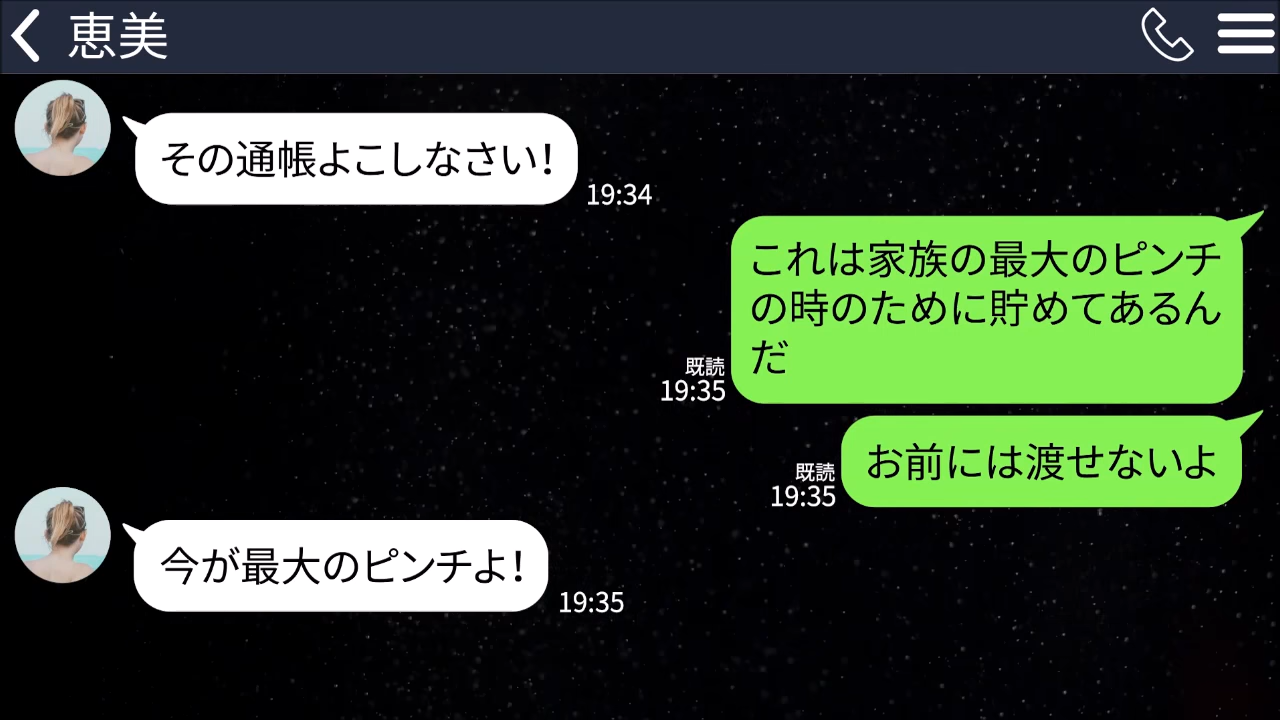 恵美
その通帳よこしなさい！
19:34
これは家族の最大のピンチ
の時のために貯めてあるん
だ
既読
19:35
お前には渡せないよ
既読
19:35
今が最大のピンチよ！
19:35